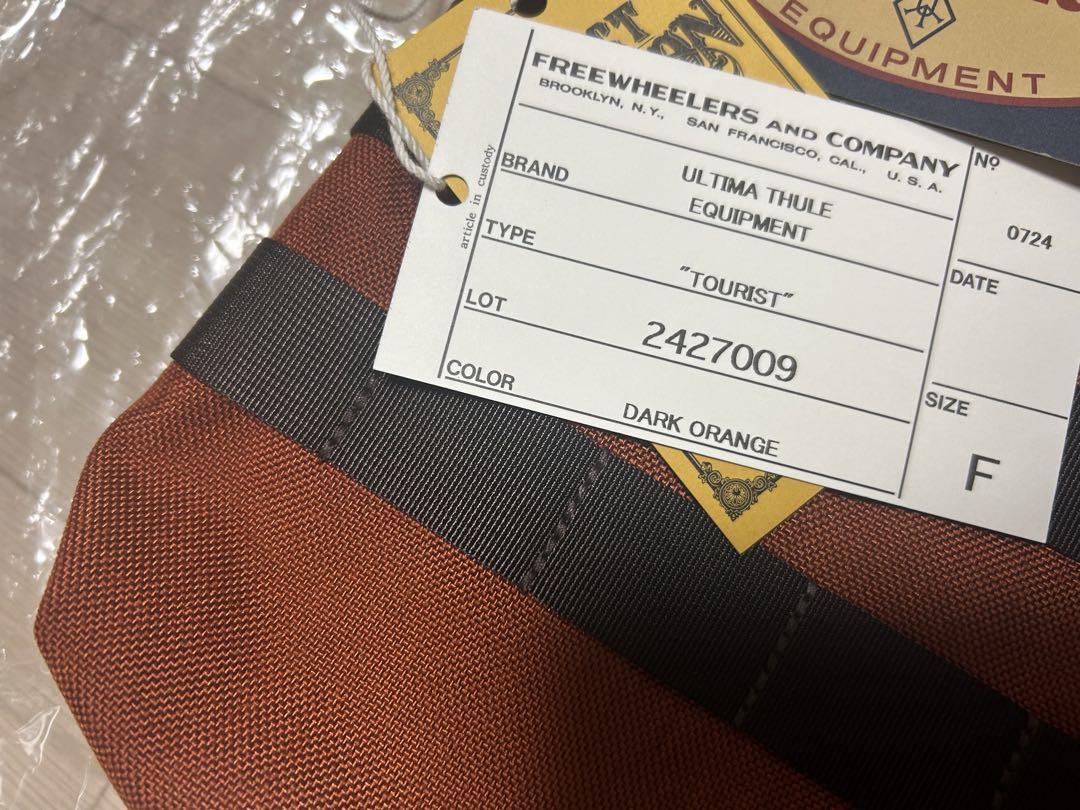 EQUIPMENT
FREEWHEELERS AND COMPANY
BROOKLYN, N.Y., SAN FRANCISCO, CAL., U.S.A.
article in custody
BRAND
ULTIMA THULE
EQUIPMENT
TYPE
"TOURIST"
LOT
2427009
COLOR
DARK ORANGE
Nº
0724
DATE
SIZE
F